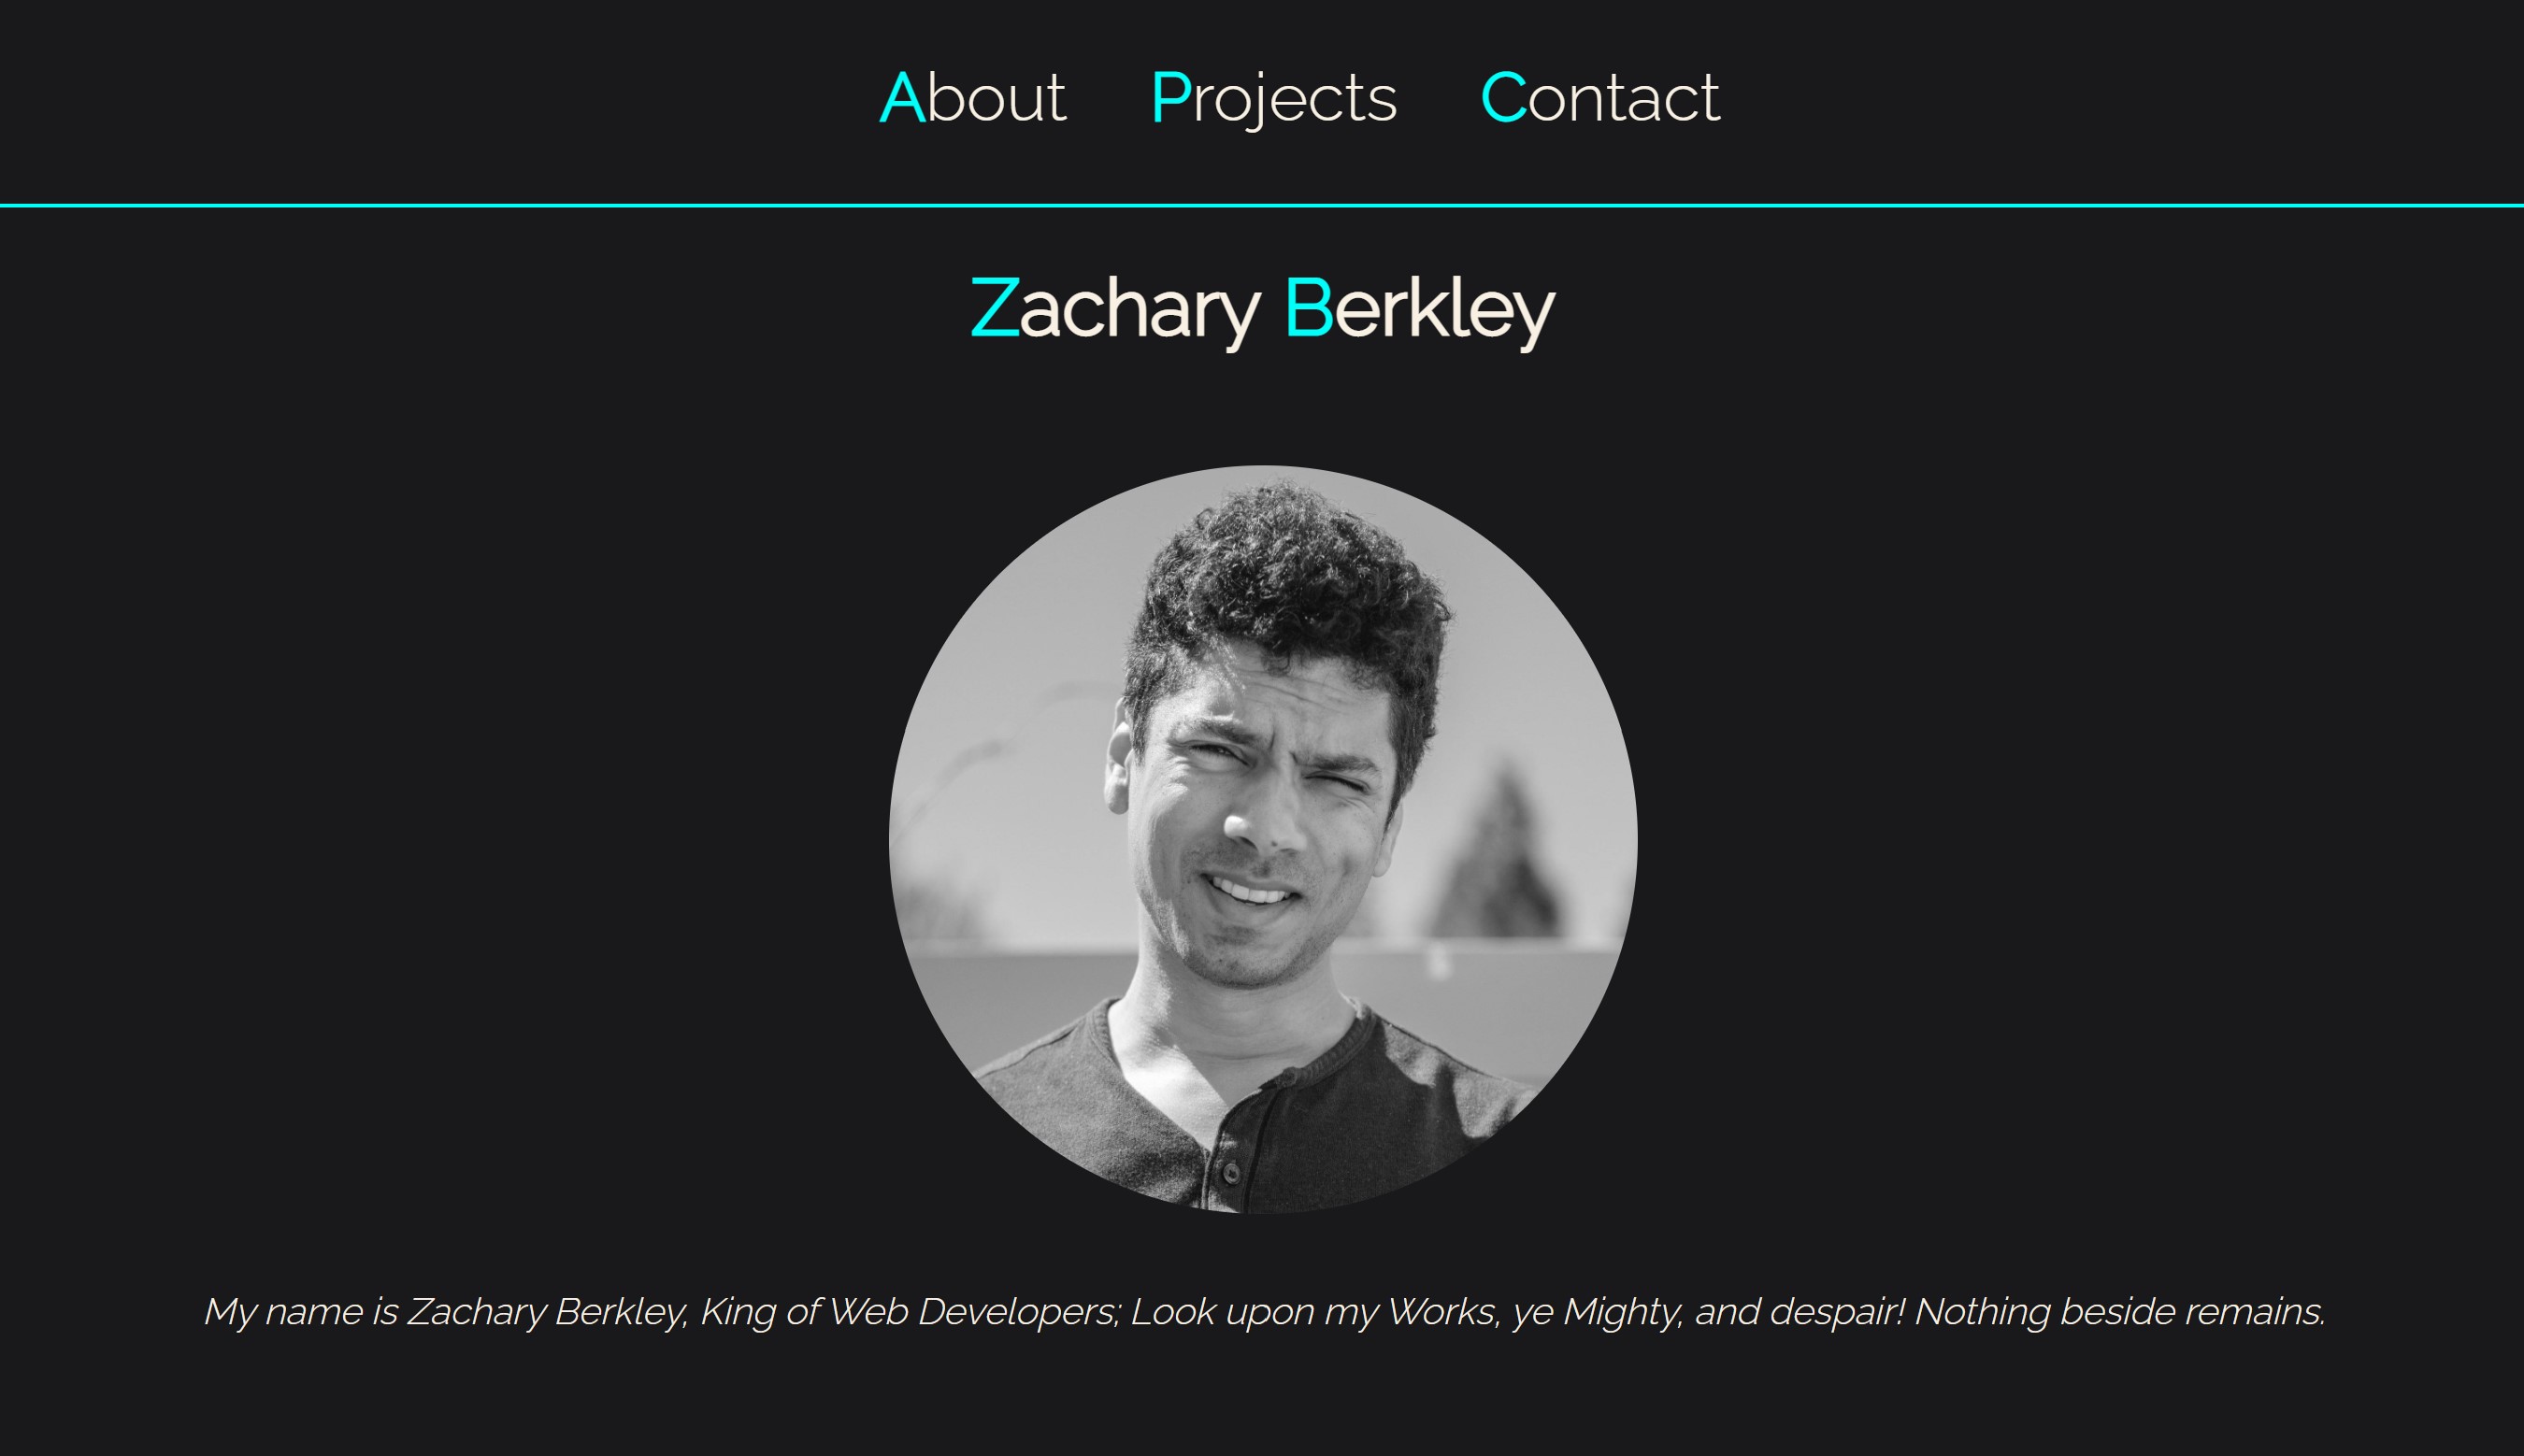 About Projects Contact
Zachary Berkley
My name is Zachary Berkley, King of Web Developers; Look upon my Works, ye Mighty, and despair! Nothing beside remains.